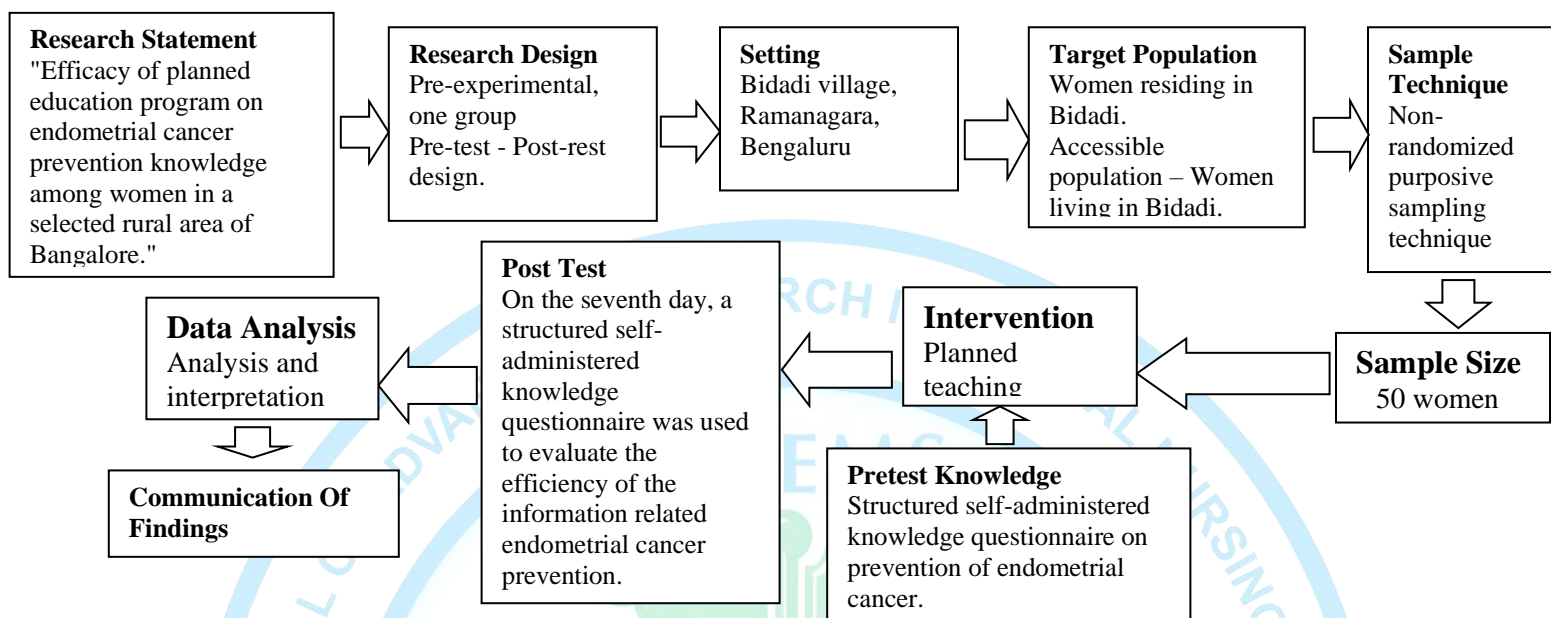 Research Statement
"Efficacy of planned
education program on
endometrial cancer
prevention knowledge
among women in a
selected rural area of
Bangalore."
Research Design
Pre-experimental,
one group
Pre-test - Post-rest
design.
Setting
Bidadi village,
Ramanagara,
Bengaluru
Target Population
Women residing in
Bidadi.
Accessible
population – Women
living in Bidadi.
Sample
Technique
Non-
randomized
purposive
sampling
technique
Sample Size
50 women
Intervention
Planned
teaching
Pretest Knowledge
Structured self-administered
knowledge questionnaire on
prevention of endometrial
cancer.
Post Test
On the seventh day, a
structured self-
administered
knowledge
questionnaire was used
to evaluate the
efficiency of the
information related
endometrial cancer
prevention.
Data Analysis
Analysis and
interpretation
Communication Of
Findings